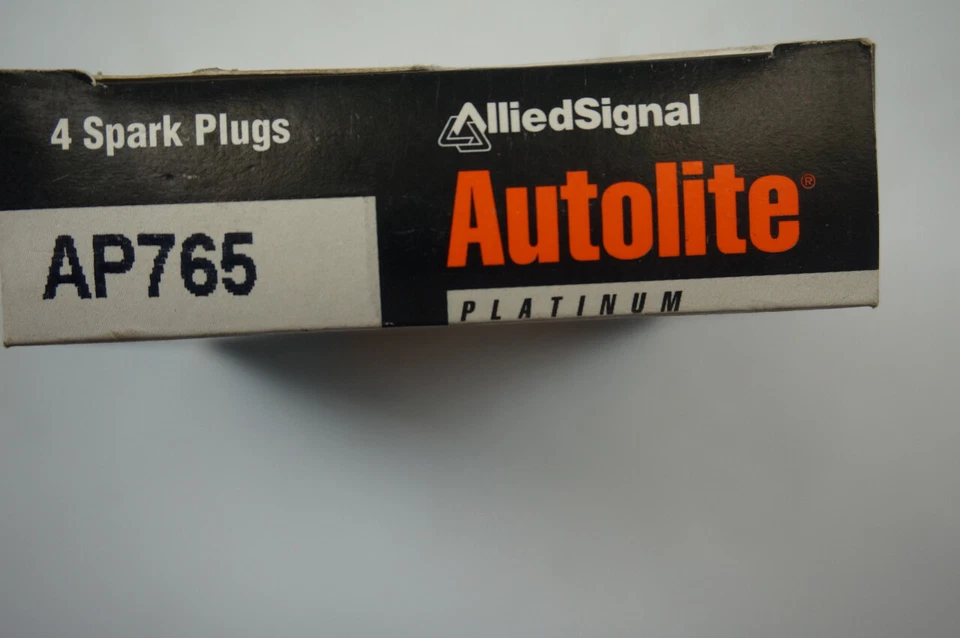 4 Spark Plugs
AP765
AlliedSignal
Autolite®
PLATINUM